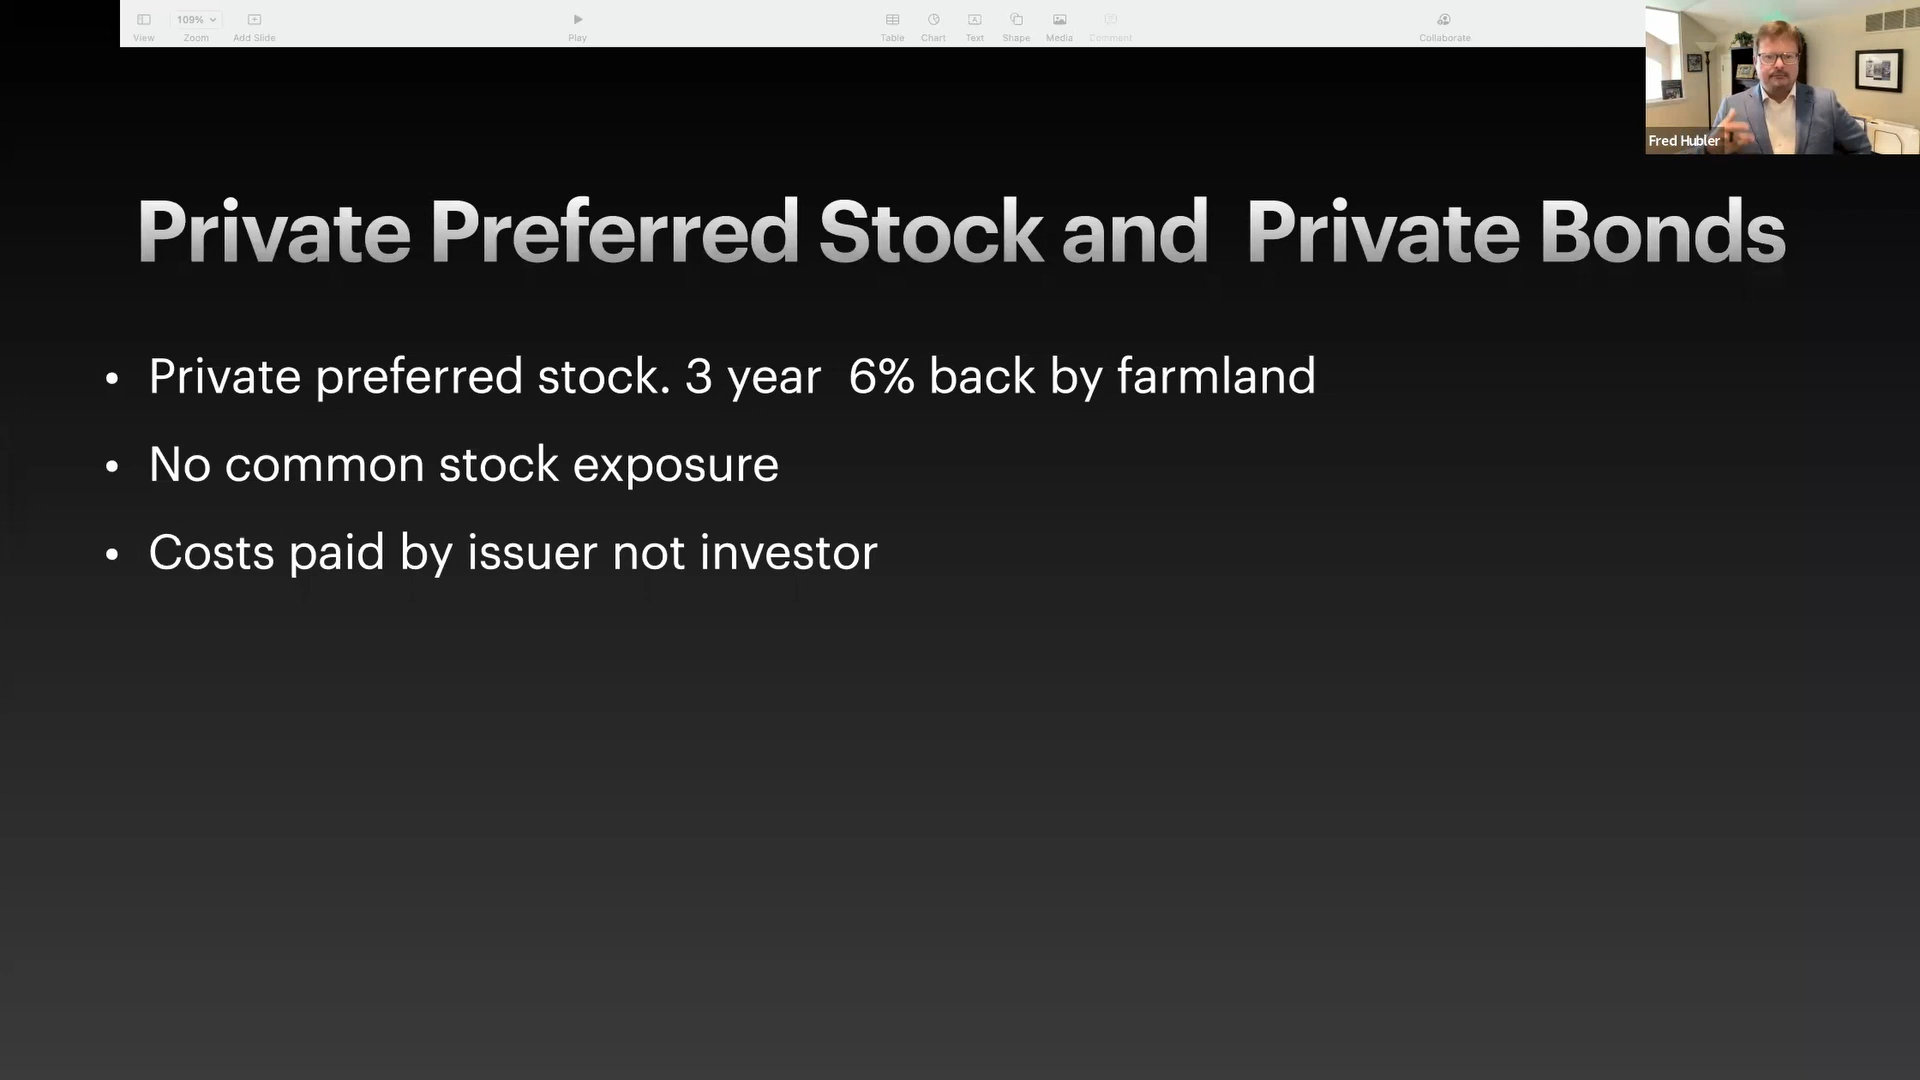 109%
View Zoom Add Slide Play Table Chart Text Shape Media Comment Collaborate
Fred Hubler
Private Preferred Stock and  Private Bonds
• Private preferred stock. 3 year  6% back by farmland
• No common stock exposure
• Costs paid by issuer not investor